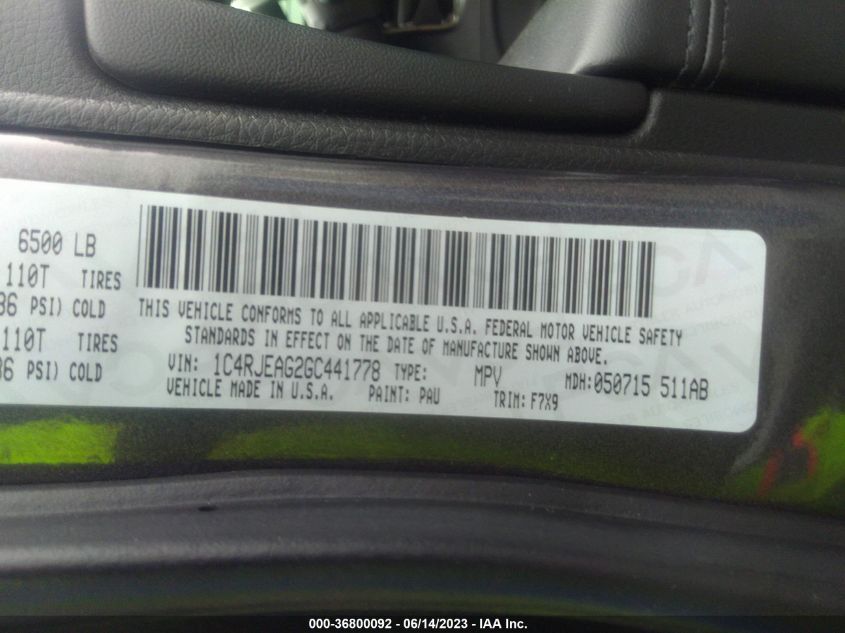 6500 LB
110T TIRES
36 PSI) COLD
110T TIRES
36 PSI) COLD
THIS VEHICLE CONFORMS TO ALL APPLICABLE U.S.A. FEDERAL MOTOR VEHICLE SAFETY
STANDARDS IN EFFECT ON THE DATE OF MANUFACTURE SHOWN ABOVE.
VIN: 1C4RJEAG2GC441778 TYPE: MPV MDH:050715 511AB
VEHICLE MADE IN U.S.A. PAINT: PAU TRIM: F7X9
000-36800092 - 06/14/2023 - IAA Inc.